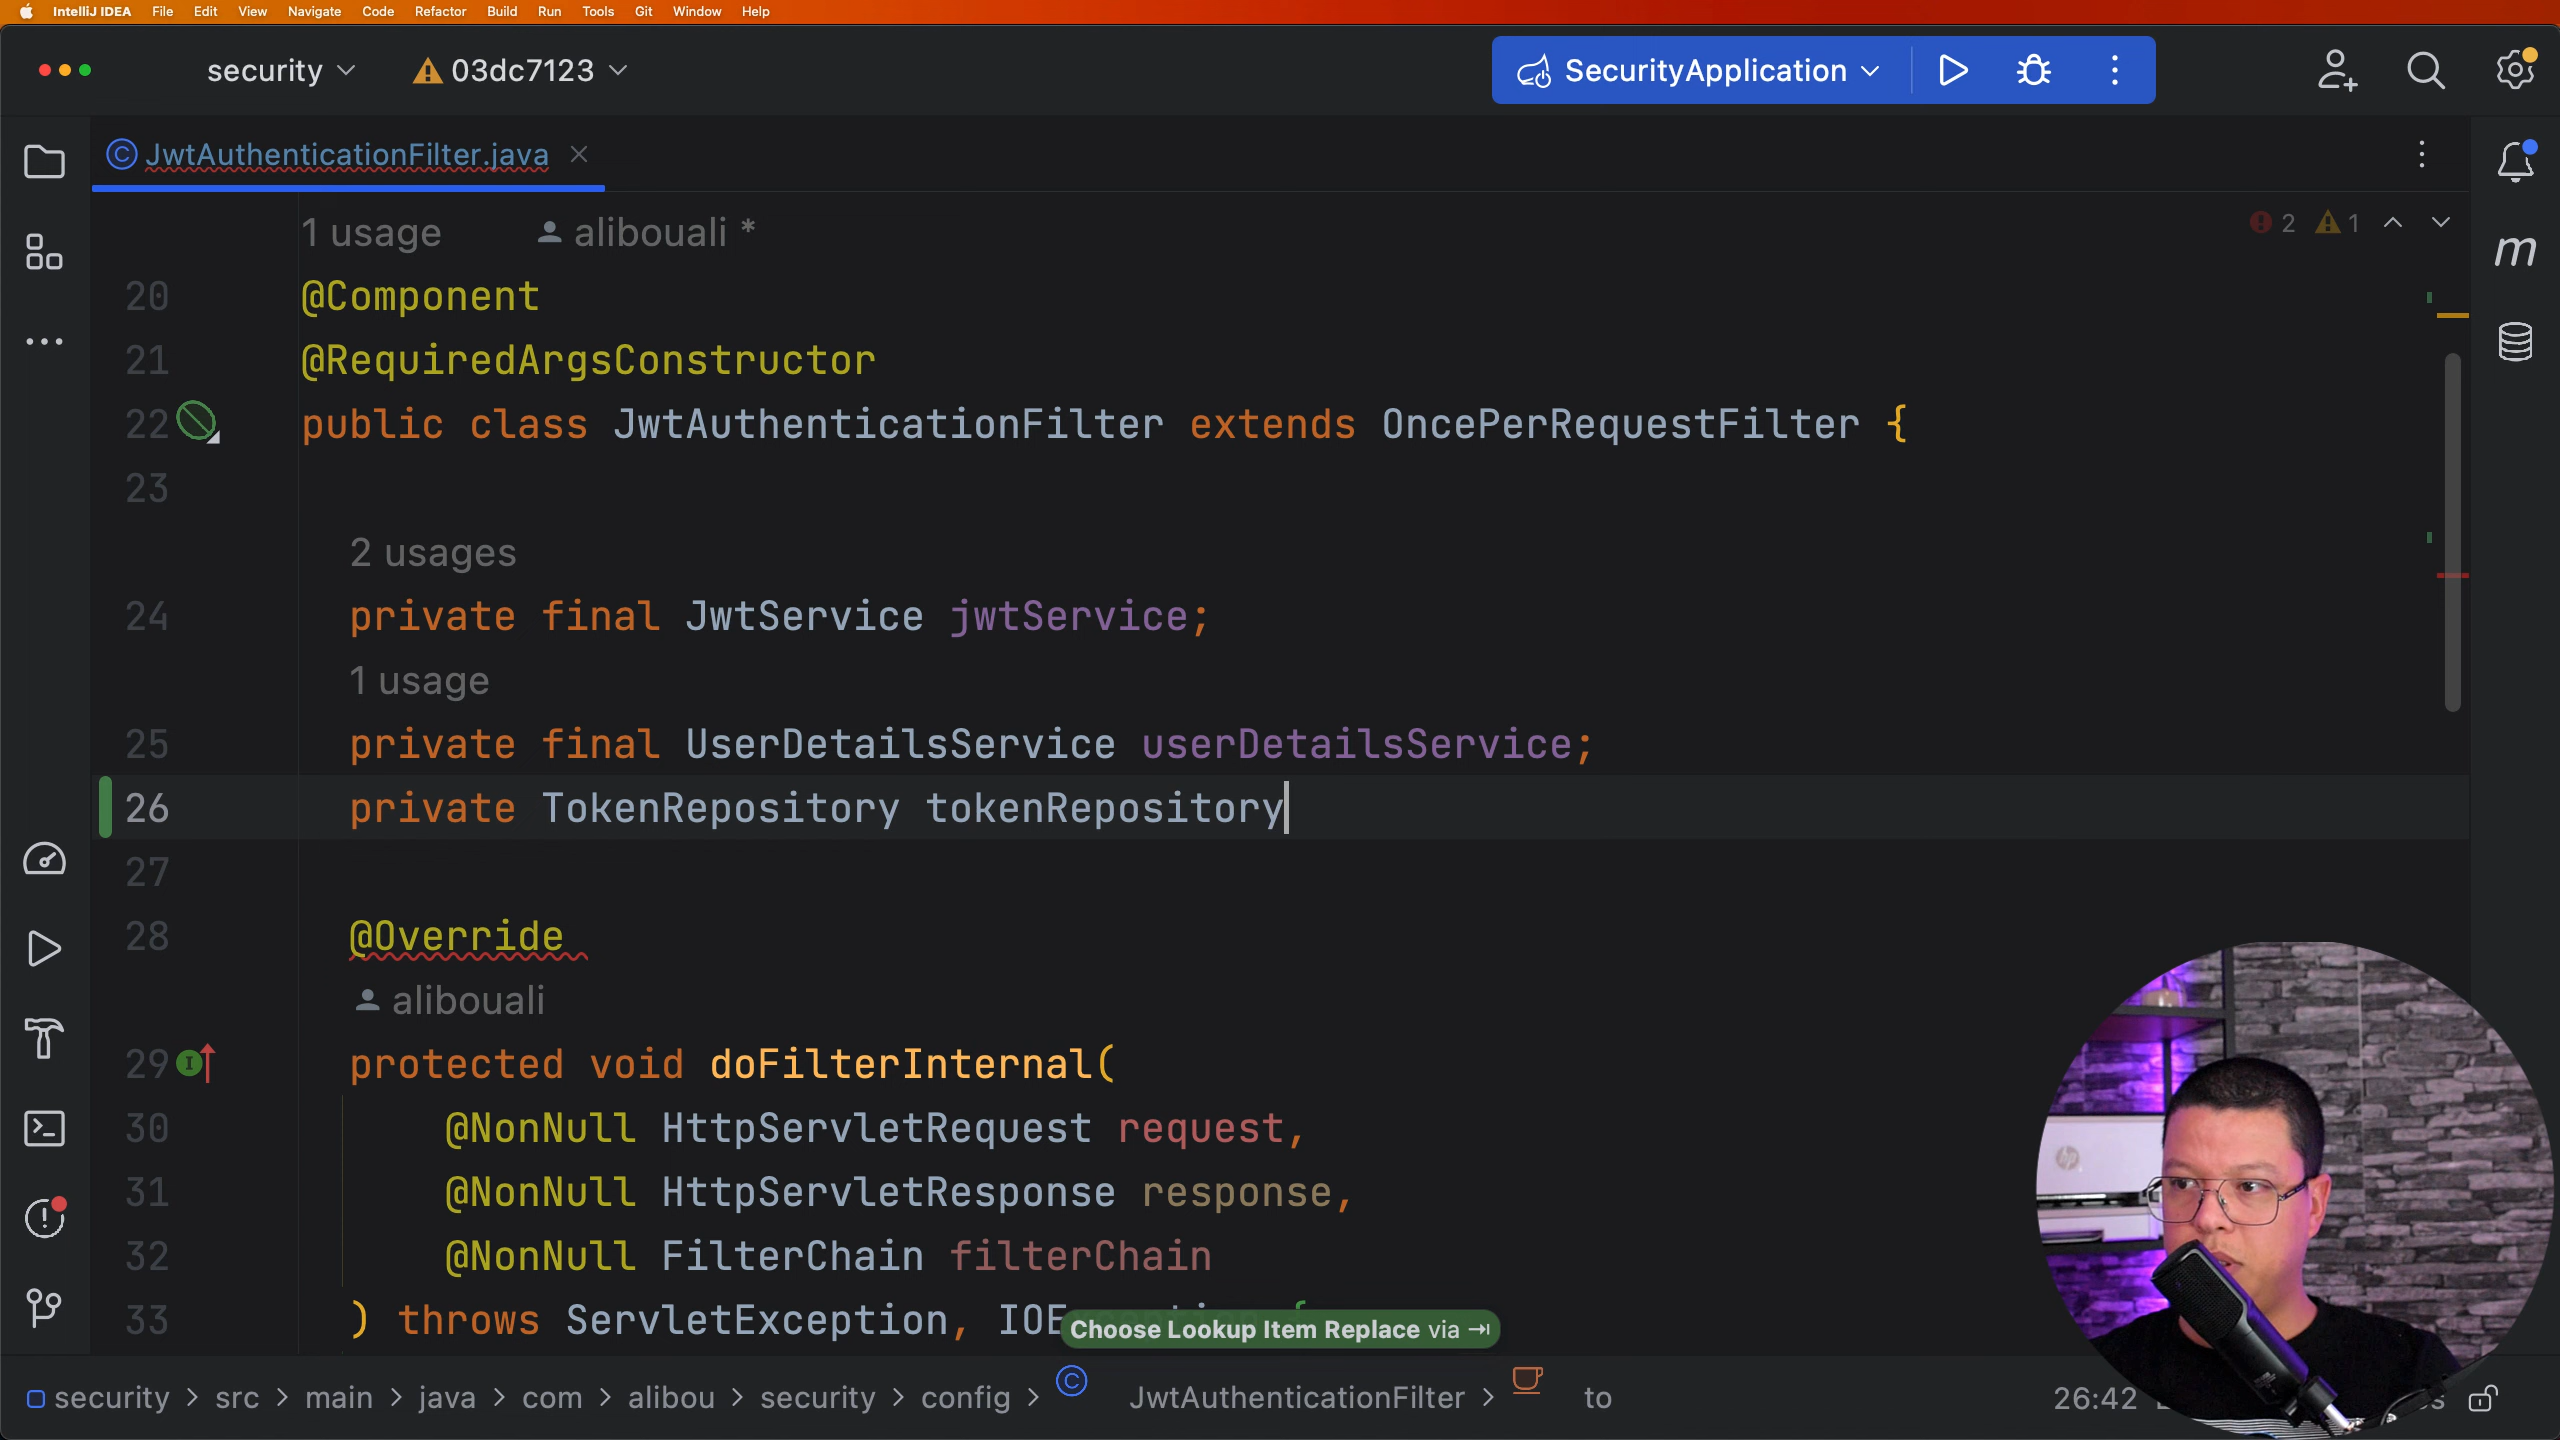 IntelliJ IDEA File Edit View Navigate Code Refactor Build Run Tools Git Window Help
security 03dc7123 SecurityApplication
JwtAuthenticationFilter.java
1 usage alibouali *
2 1
20 @Component
21 @RequiredArgsConstructor
22 public class JwtAuthenticationFilter extends OncePerRequestFilter {
23
2 usages
24 private final JwtService jwtService;
1 usage
25 private final UserDetailsService userDetailsService;
26 private TokenRepository tokenRepository
27
28 @Override
alibouali
29 protected void doFilterInternal(
30 @NonNull HttpServletRequest request,
31 @NonNull HttpServletResponse response,
32 @NonNull FilterChain filterChain
33 ) throws ServletException,
Choose Lookup Item Replace via ⇥
security > src > main > java > com > alibou > security > config > JwtAuthenticationFilter > to
26:42
m
hp